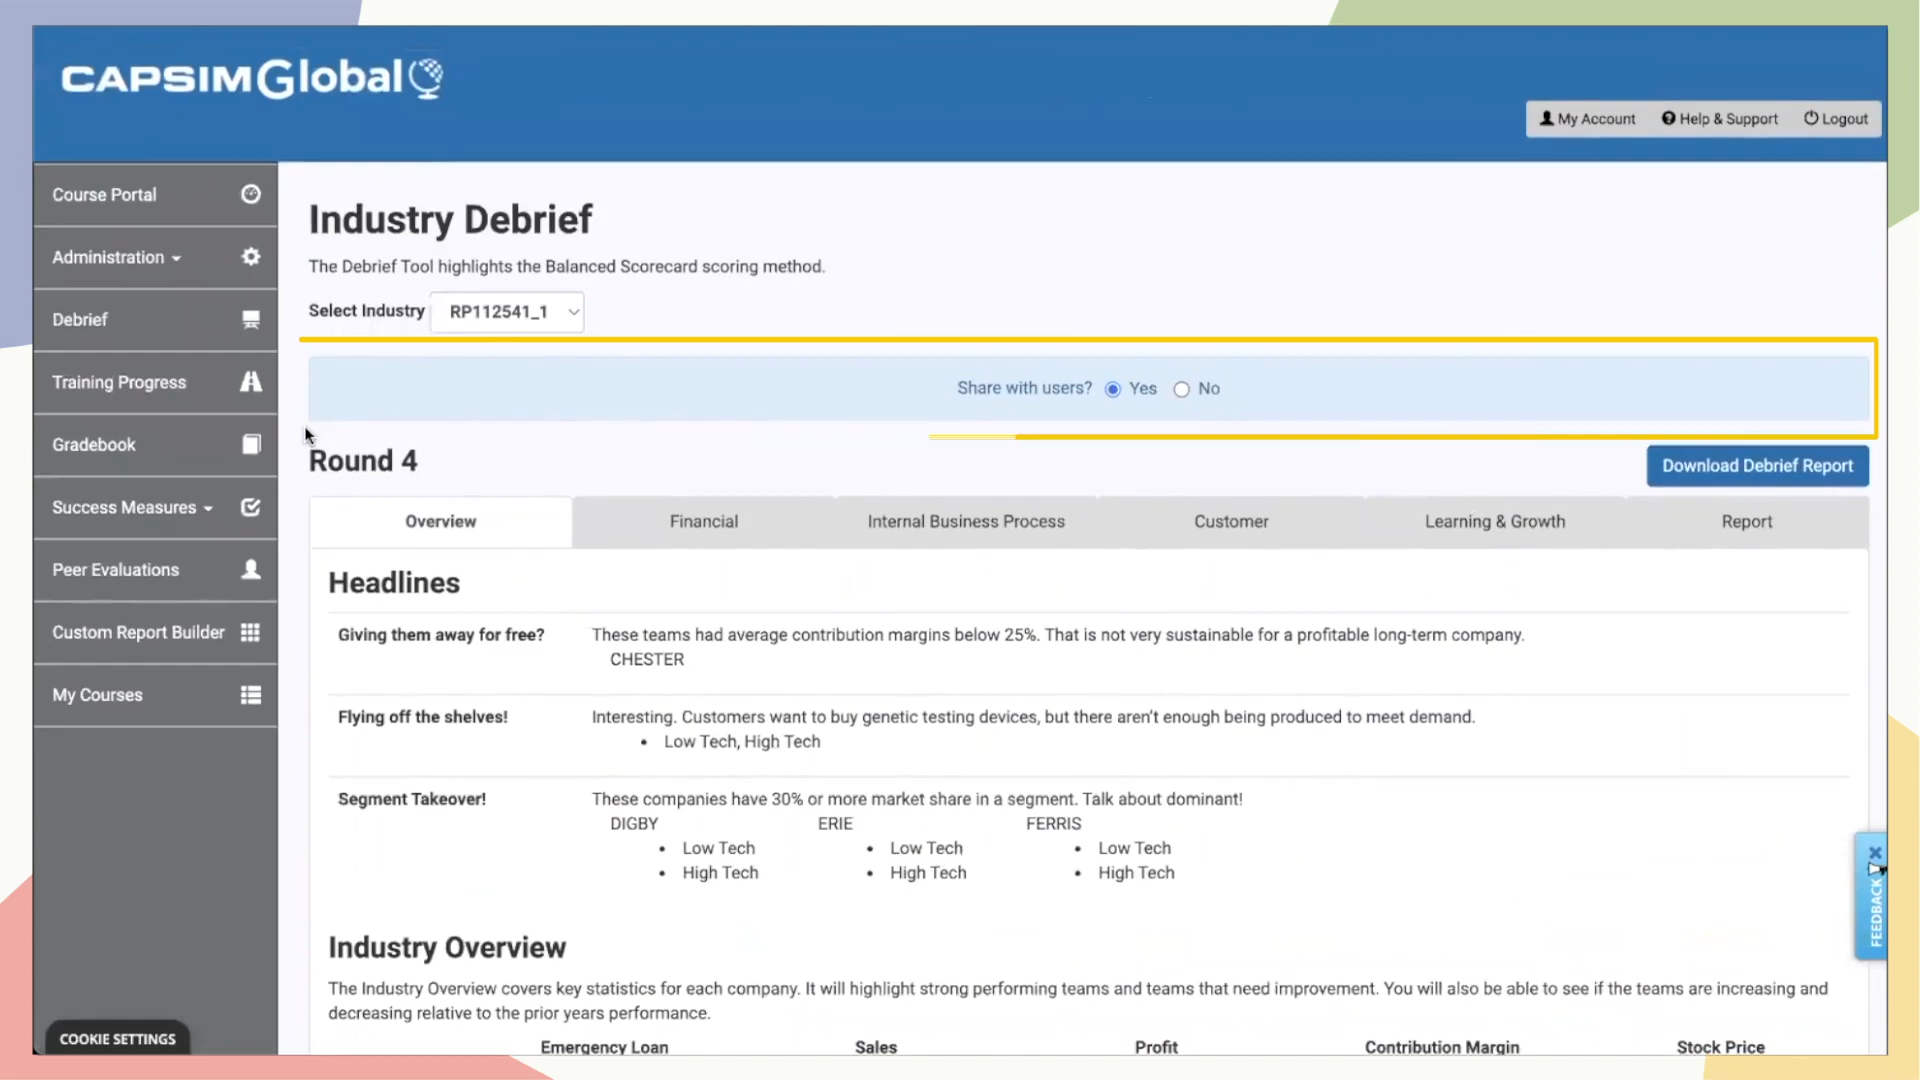 CAPSIMGlobal
My Account Help & Support Logout
Course Portal
Administration
Debrief
Training Progress
Gradebook
Success Measures
Peer Evaluations
Custom Report Builder
My Courses
COOKIE SETTINGS
Industry Debrief
The Debrief Tool highlights the Balanced Scorecard scoring method.
Select Industry RP112541_1
Share with users? Yes No
Round 4
Download Debrief Report
Overview Financial Internal Business Process Customer Learning & Growth Report
Headlines
Giving them away for free? These teams had average contribution margins below 25%. That is not very sustainable for a profitable long-term company.
CHESTER
Flying off the shelves! Interesting. Customers want to buy genetic testing devices, but there aren't enough being produced to meet demand.
• Low Tech, High Tech
Segment Takeover! These companies have 30% or more market share in a segment. Talk about dominant!
DIGBY ERIE FERRIS
• Low Tech • Low Tech • Low Tech
• High Tech • High Tech • High Tech
Industry Overview
The Industry Overview covers key statistics for each company. It will highlight strong performing teams and teams that need improvement. You will also be able to see if the teams are increasing and
decreasing relative to the prior years performance.
Emergency Loan Sales Profit Contribution Margin Stock Price
FEEDBACK